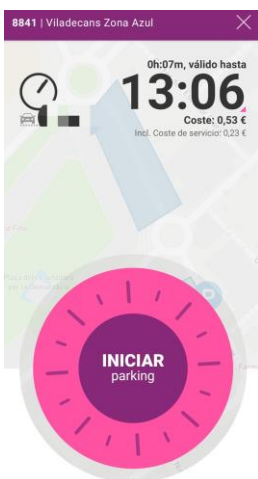 8841 | Viladecans Zona Azul
0h:07m, válido hasta
13:06
Coste: 0,53 €
Incl. Coste de servicio: 0,23 €
INICIAR
parking